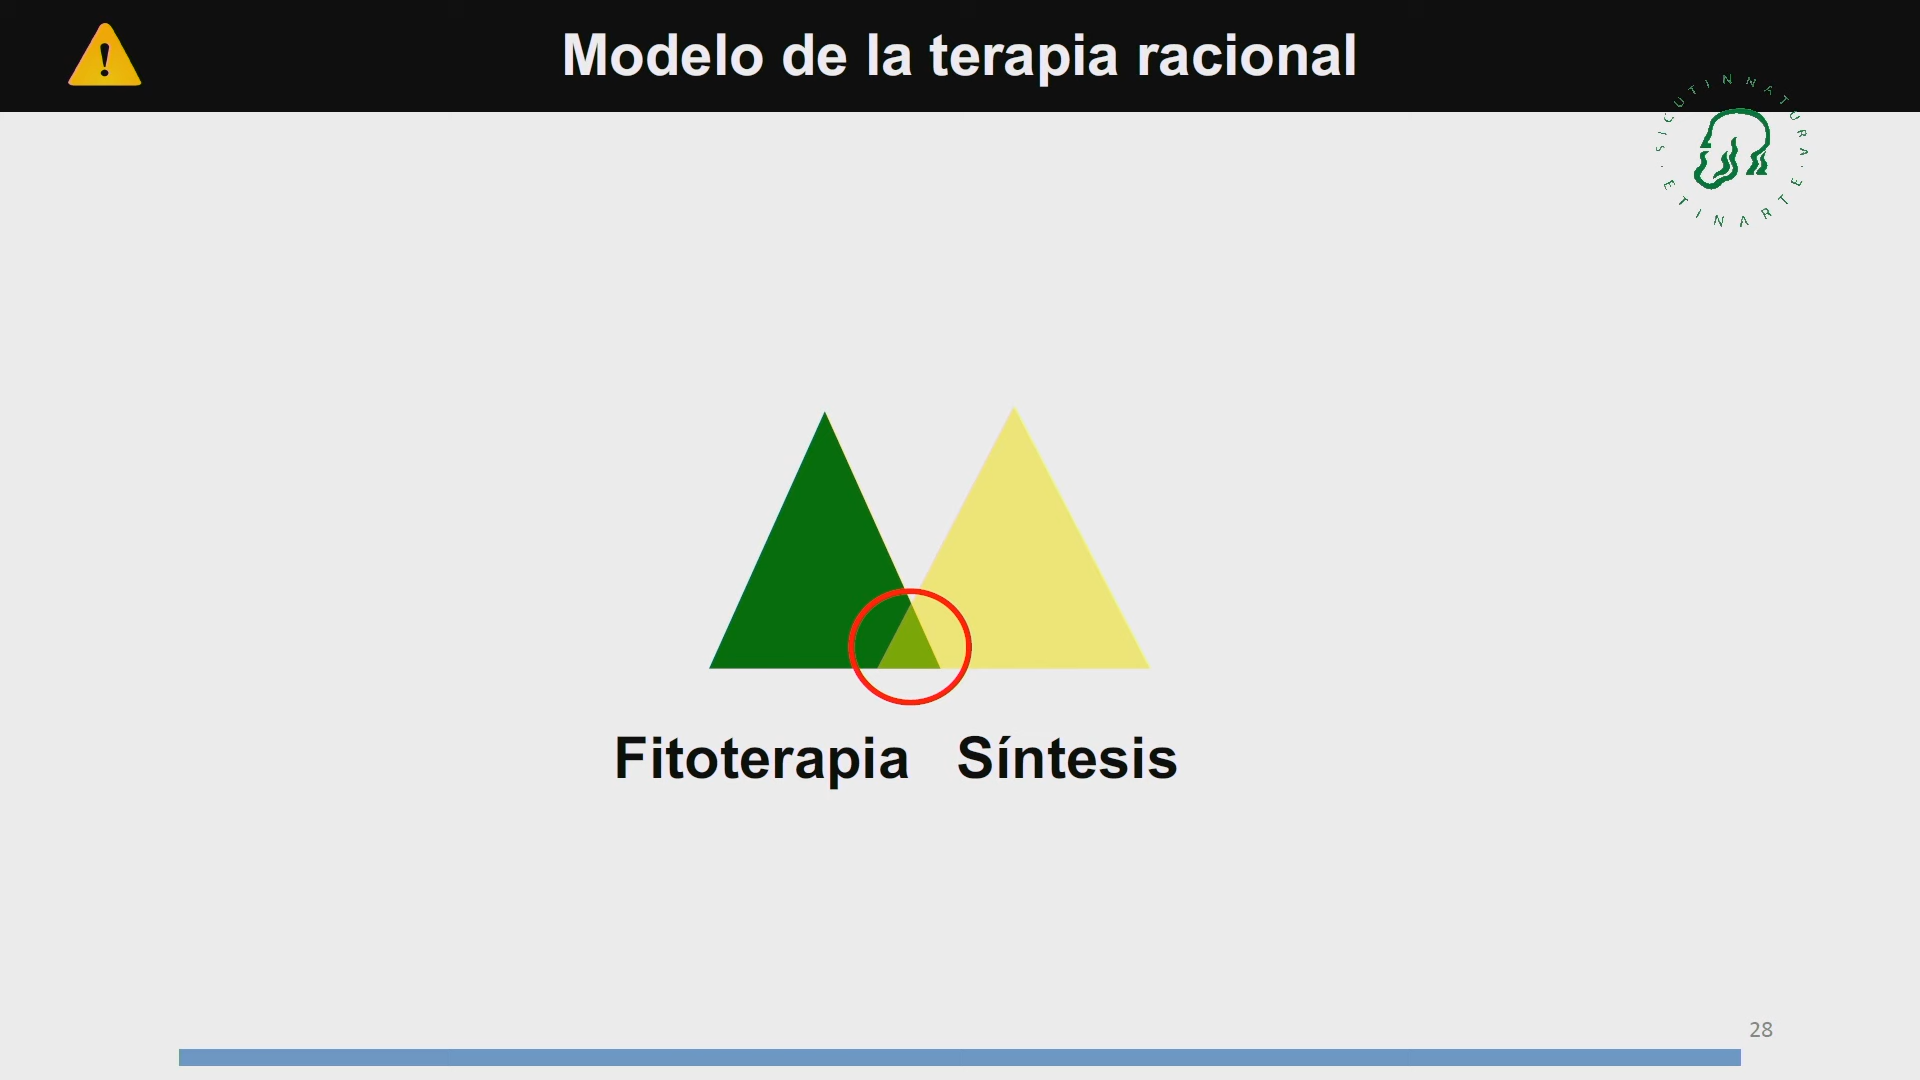 Modelo de la terapia racional
SICUT IN NATURA · ET IN ARTE ·
Fitoterapia Síntesis
28